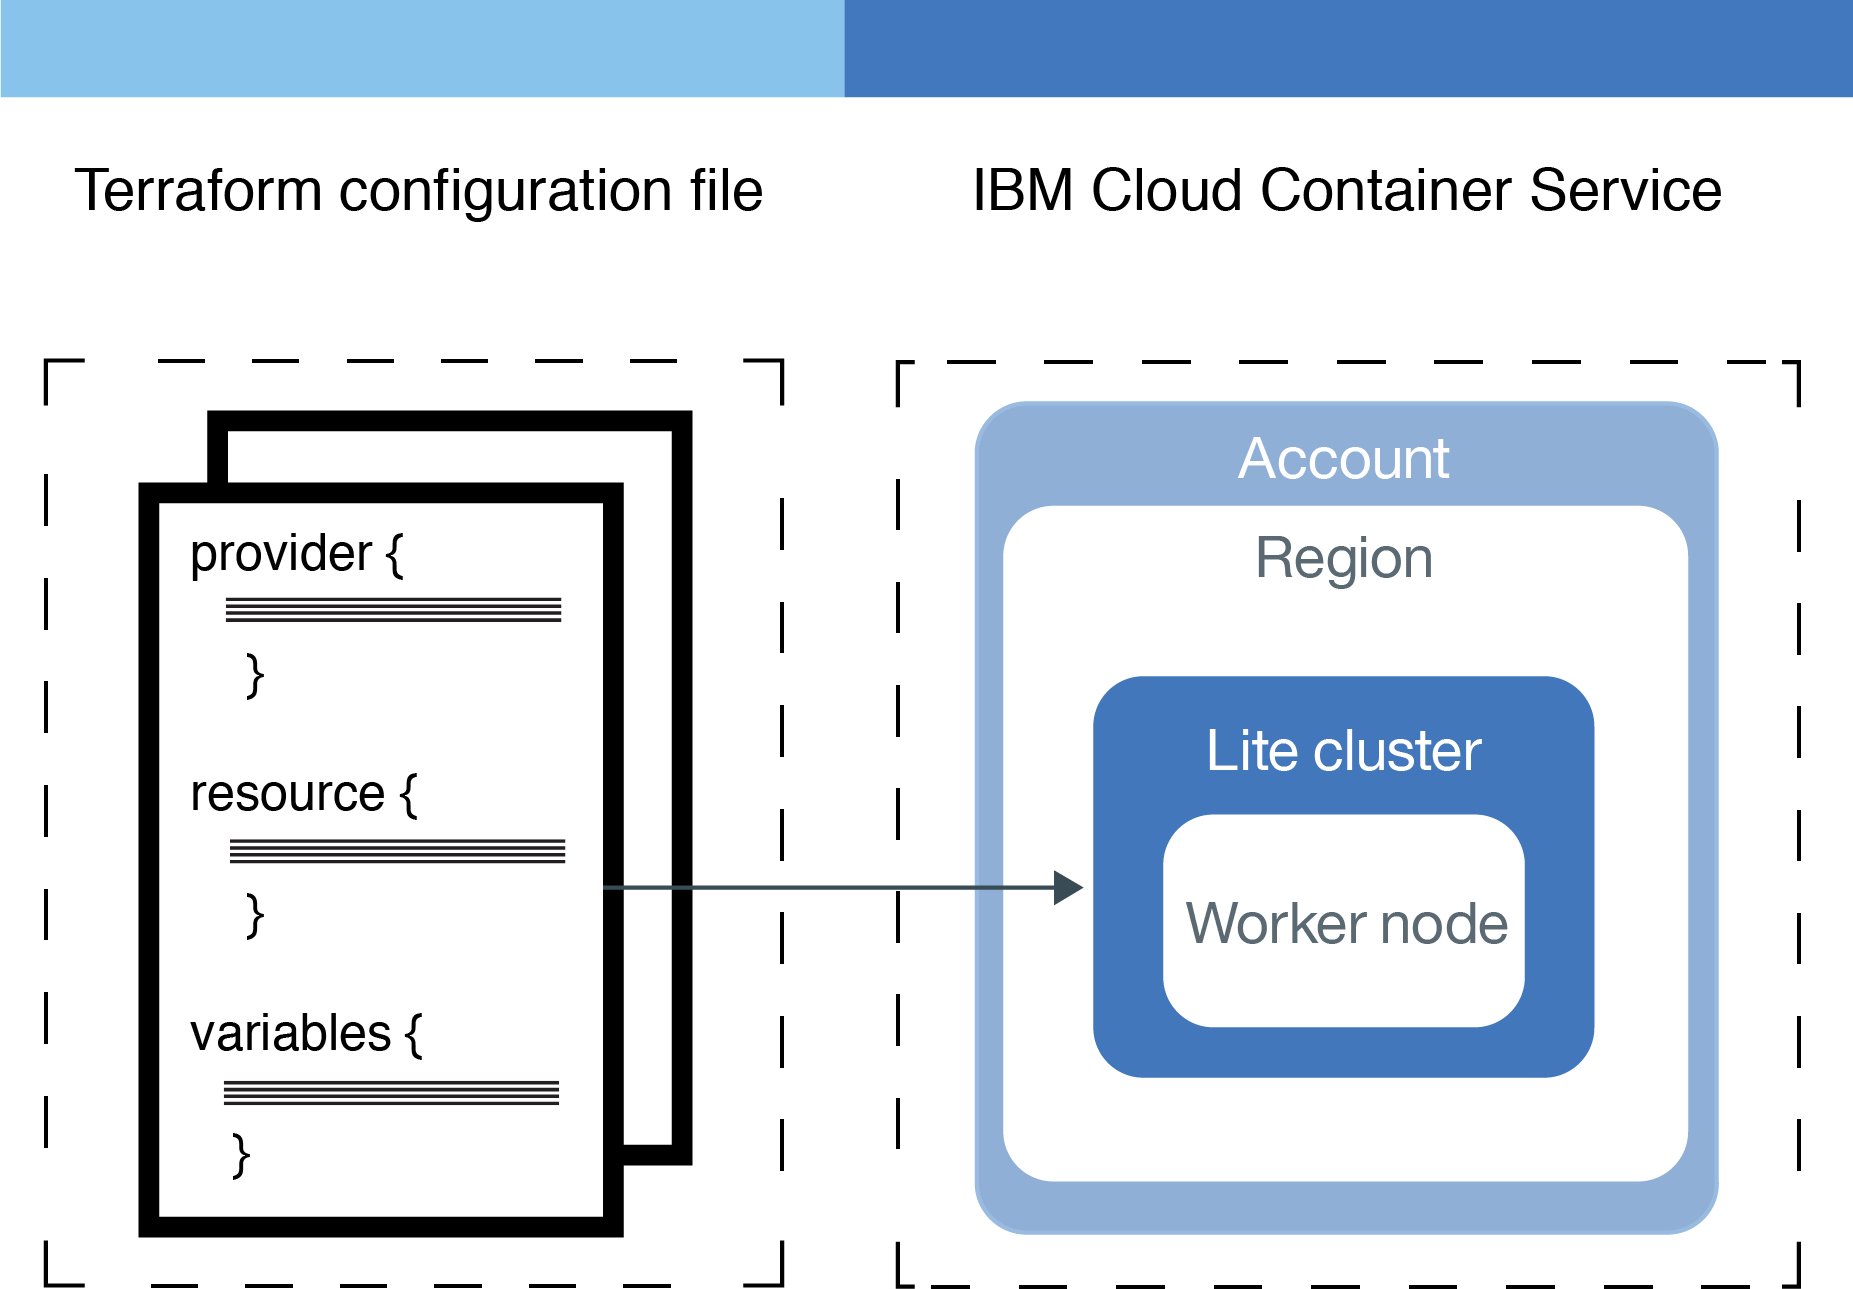 Terraform configuration file
IBM Cloud Container Service
provider {
}
resource {
}
variables {
}
Account
Region
Lite cluster
Worker node